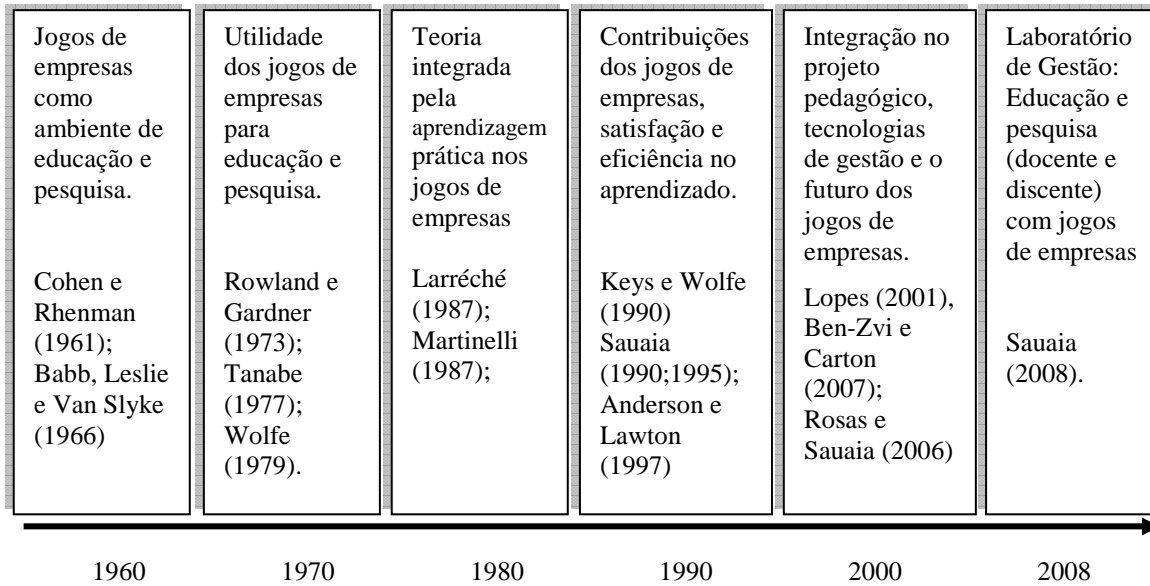 Jogos de
empresas
como
ambiente de
educação e
pesquisa.
Cohen e
Rhenman
(1961);
Babb, Leslie
e Van Slyke
(1966)
Utilidade
dos jogos de
empresas
para
educação e
pesquisa.
Rowland e
Gardner
(1973);
Tanabe
(1977);
Wolfe
(1979).
Teoria
integrada
pela
aprendizagem
prática nos
jogos de
empresas
Larréché
(1987);
Martinelli
(1987);
Contribuições
dos jogos de
empresas,
satisfação e
eficiência no
aprendizado.
Keys e Wolfe
(1990)
Sauaia
(1990;1995);
Anderson e
Lawton
(1997)
Integração no
projeto
pedagógico,
tecnologias
de gestão e o
futuro dos
jogos de
empresas.
Lopes (2001),
Ben-Zvi e
Carton
(2007);
Rosas e
Sauaia (2006)
Laboratório
de Gestão:
Educação e
pesquisa
(docente e
discente)
com jogos
de empresas
Sauaia
(2008).
1960 1970 1980 1990 2000 2008